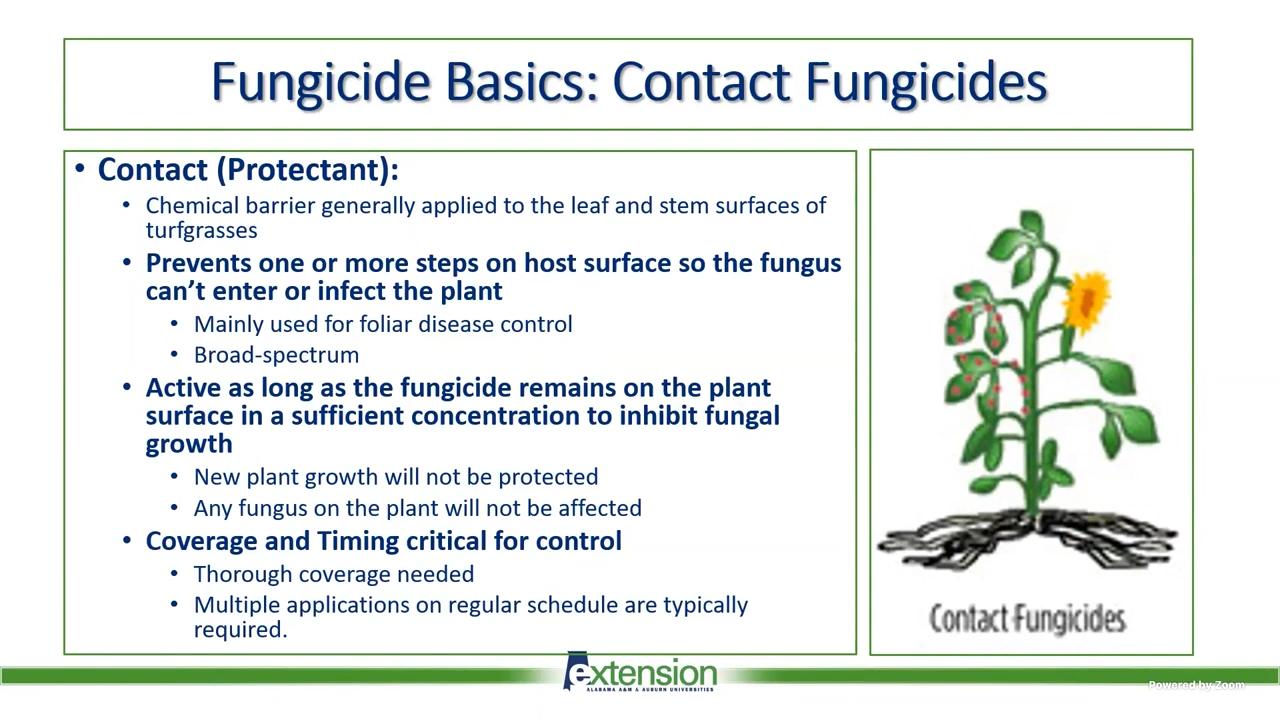 Fungicide Basics: Contact Fungicides
• Contact (Protectant):
• Chemical barrier generally applied to the leaf and stem surfaces of
turfgrasses
• Prevents one or more steps on host surface so the fungus
can’t enter or infect the plant
• Mainly used for foliar disease control
• Broad-spectrum
• Active as long as the fungicide remains on the plant
surface in a sufficient concentration to inhibit fungal
growth
• New plant growth will not be protected
• Any fungus on the plant will not be affected
• Coverage and Timing critical for control
• Thorough coverage needed
• Multiple applications on regular schedule are typically
required.
Contact Fungicides
extension
ALABAMA A&M & AUBURN UNIVERSITIES
Powered by Zoom